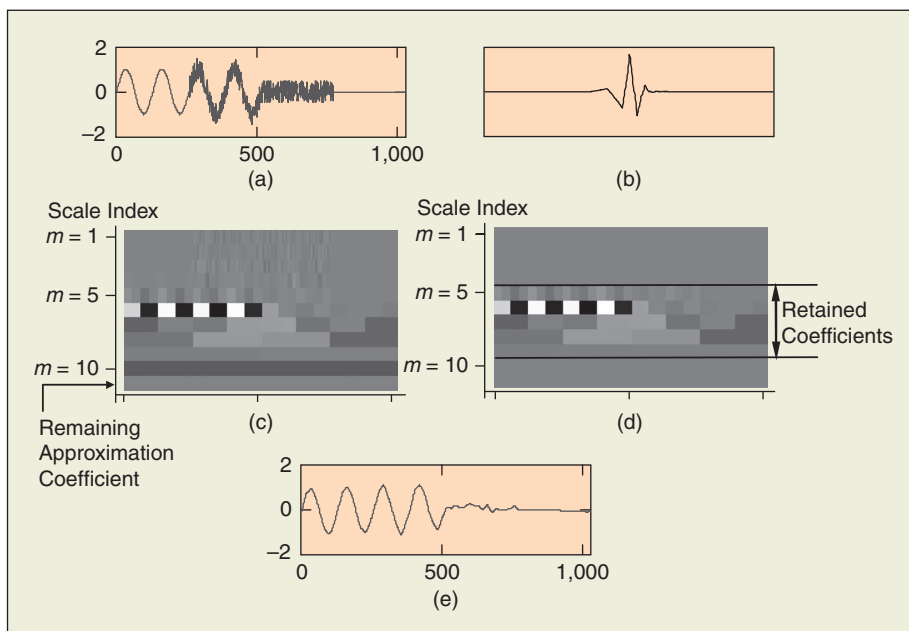 2
0
−2
0
500
1,000
(a)
(b)
Scale Index
m = 1
m = 5
m = 10
Remaining
Approximation
Coefficient
(c)
Scale Index
m = 1
m = 5
m = 10
Retained
Coefficients
(d)
2
0
−2
0
500
1,000
(e)